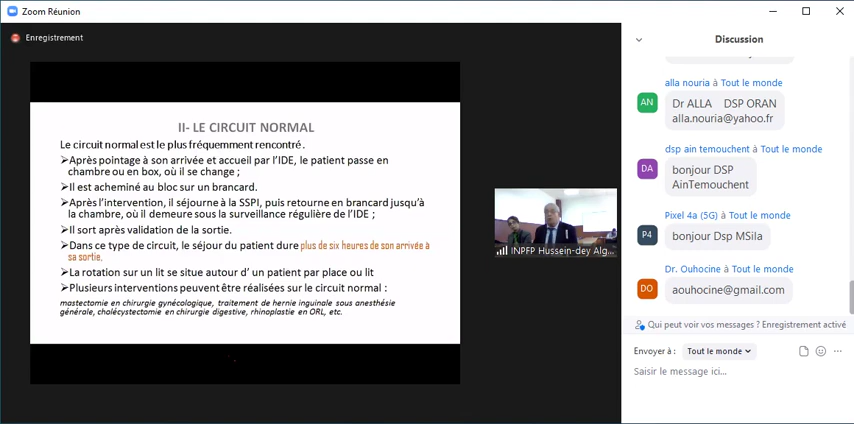 Zoom Réunion
Enregistrement
II- LE CIRCUIT NORMAL
Le circuit normal est le plus fréquemment rencontré.
➢Après pointage à son arrivée et accueil par l'IDE, le patient passe en
chambre ou en box, où il se change ;
➢Il est acheminé au bloc sur un brancard.
➢Après l'intervention, il séjourne à la SSPI, puis retourne en brancard jusqu'à
la chambre, où il demeure sous la surveillance régulière de l'IDE ;
➢Il sort après validation de la sortie.
➢Dans ce type de circuit, le séjour du patient dure plus de six heures de son arrivée à
sa sortie.
➢La rotation sur un lit se situe autour d' un patient par place ou lit
➢Plusieurs interventions peuvent être réalisées sur le circuit normal :
mastectomie en chirurgie gynécologique, traitement de hernie inguinale sous anesthésie
générale, cholécystectomie en chirurgie digestive, rhinoplastie en ORL, etc.
INPFP Hussein-dey Alg...
Discussion
alla nouria à Tout le monde
AN
Dr ALLA DSP ORAN
alla.nouria@yahoo.fr
dsp ain temouchent à Tout le monde
DA
bonjour DSP
AinTemouchent
Pixel 4a (5G) à Tout le monde
P4
bonjour Dsp MSila
Dr. Ouhocine à Tout le monde
DO
aouhocine@gmail.com
Qui peut voir vos messages ? Enregistrement activé
Envoyer à : Tout le monde
Saisir le message ici...